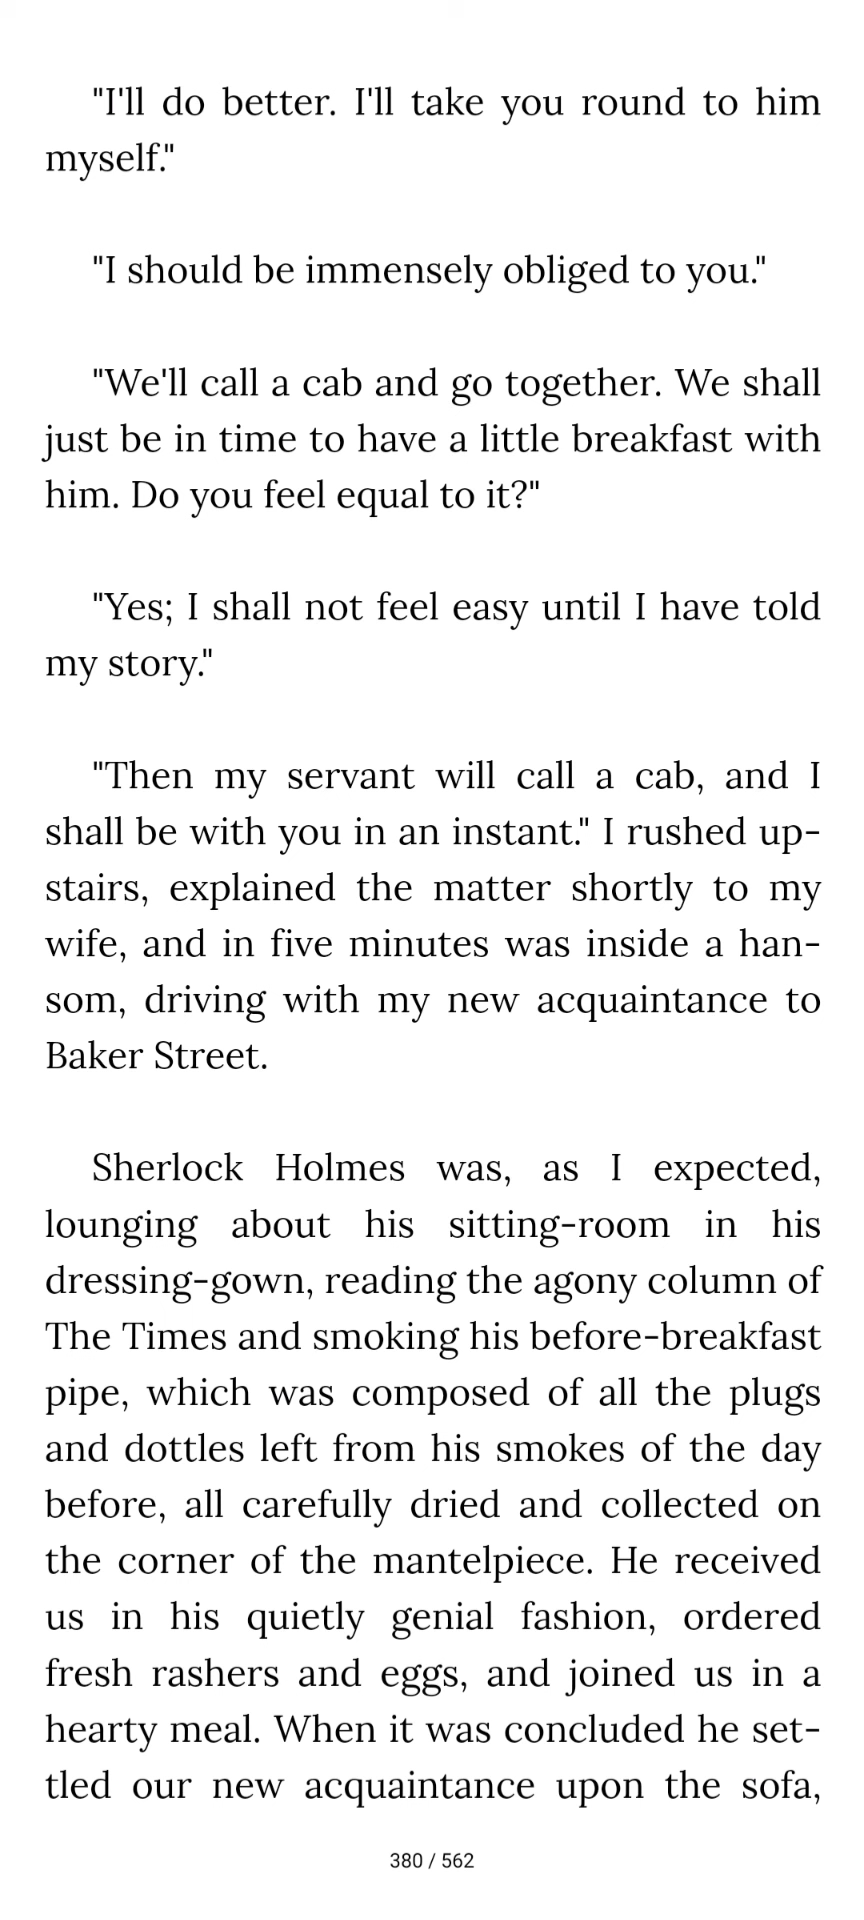 "I'll do better. I'll take you round to him
myself."
"I should be immensely obliged to you."
"We'll call a cab and go together. We shall
just be in time to have a little breakfast with
him. Do you feel equal to it?"
"Yes; I shall not feel easy until I have told
my story."
"Then my servant will call a cab, and I
shall be with you in an instant." I rushed up-
stairs, explained the matter shortly to my
wife, and in five minutes was inside a han-
som, driving with my new acquaintance to
Baker Street.
Sherlock Holmes was, as I expected,
lounging about his sitting-room in his
dressing-gown, reading the agony column of
The Times and smoking his before-breakfast
pipe, which was composed of all the plugs
and dottles left from his smokes of the day
before, all carefully dried and collected on
the corner of the mantelpiece. He received
us in his quietly genial fashion, ordered
fresh rashers and eggs, and joined us in a
hearty meal. When it was concluded he set-
tled our new acquaintance upon the sofa,
380 / 562